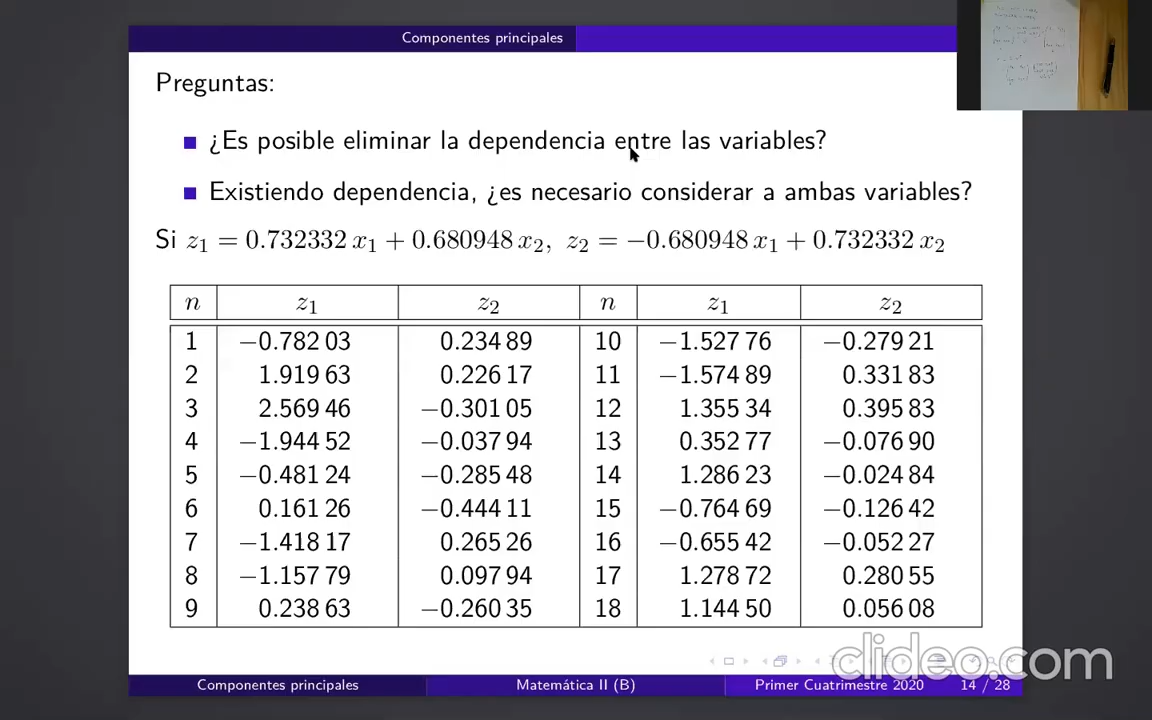 Componentes principales
Preguntas:
¿Es posible eliminar la dependencia entre las variables?
Existiendo dependencia, ¿es necesario considerar a ambas variables?
Si z₁ = 0.732332 x₁ + 0.680948 x₂, z₂ = −0.680948 x₁ + 0.732332 x₂
n z₁ z₂ n z₁ z₂
1 −0.782 03 0.234 89 10 −1.527 76 −0.279 21
2 1.919 63 0.226 17 11 −1.574 89 0.331 83
3 2.569 46 −0.301 05 12 1.355 34 0.395 83
4 −1.944 52 −0.037 94 13 0.352 77 −0.076 90
5 −0.481 24 −0.285 48 14 1.286 23 −0.024 84
6 0.161 26 −0.444 11 15 −0.764 69 −0.126 42
7 −1.418 17 0.265 26 16 −0.655 42 −0.052 27
8 −1.157 79 0.097 94 17 1.278 72 0.280 55
9 0.238 63 −0.260 35 18 1.144 50 0.056 08
clideo.com
Componentes principales Matemática II (B) Primer Cuatrimestre 2020 14 / 28